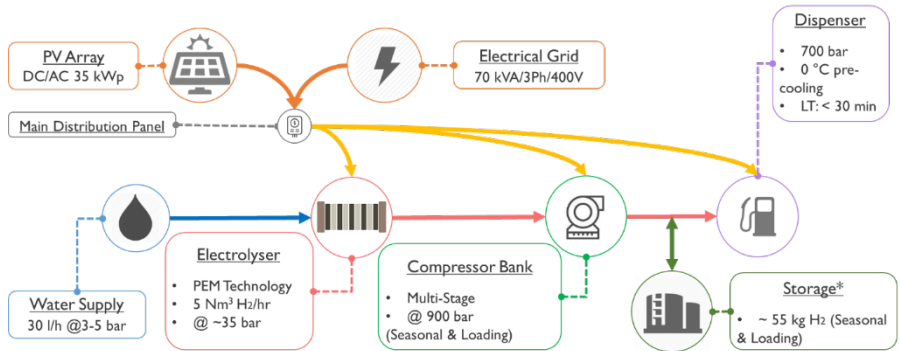 PV Array
DC/AC 35 kWp
Electrical Grid
70 kVA/3Ph/400V
Dispenser
• 700 bar
• 0 °C pre-
cooling
• LT: < 30 min
Main Distribution Panel
Water Supply
30 l/h @3-5 bar
Electrolyser
• PEM Technology
• 5 Nm³ H₂/hr
• @ ~35 bar
Compressor Bank
• Multi-Stage
• @ 900 bar
(Seasonal & Loading)
Storage*
• ~ 55 kg H₂ (Seasonal
& Loading)